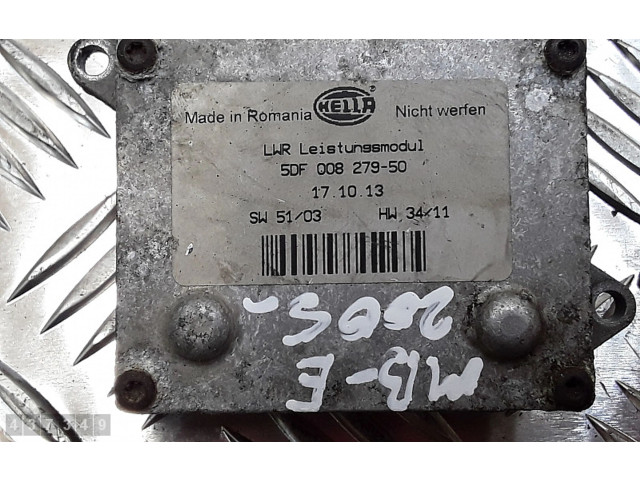 Made in Romania HELLA ® Nicht werfen
LWR Leistungsmodul
5DF 008 279-50
17.10.13
SW 51/03 HW 34/11
MB-E
2005-
437349